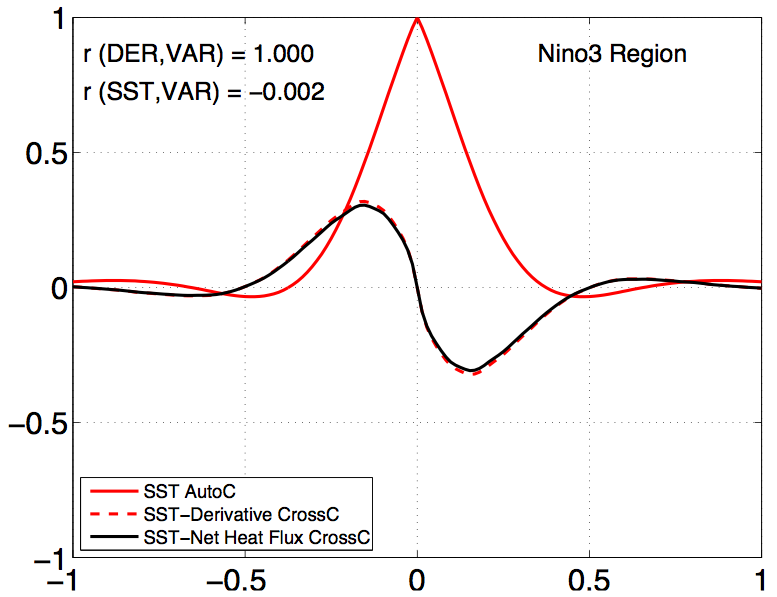 1
r (DER,VAR) = 1.000
Nino3 Region
r (SST,VAR) = −0.002
0.5
0
−0.5
SST AutoC
SST−Derivative CrossC
SST−Net Heat Flux CrossC
−1
−1 −0.5 0 0.5 1